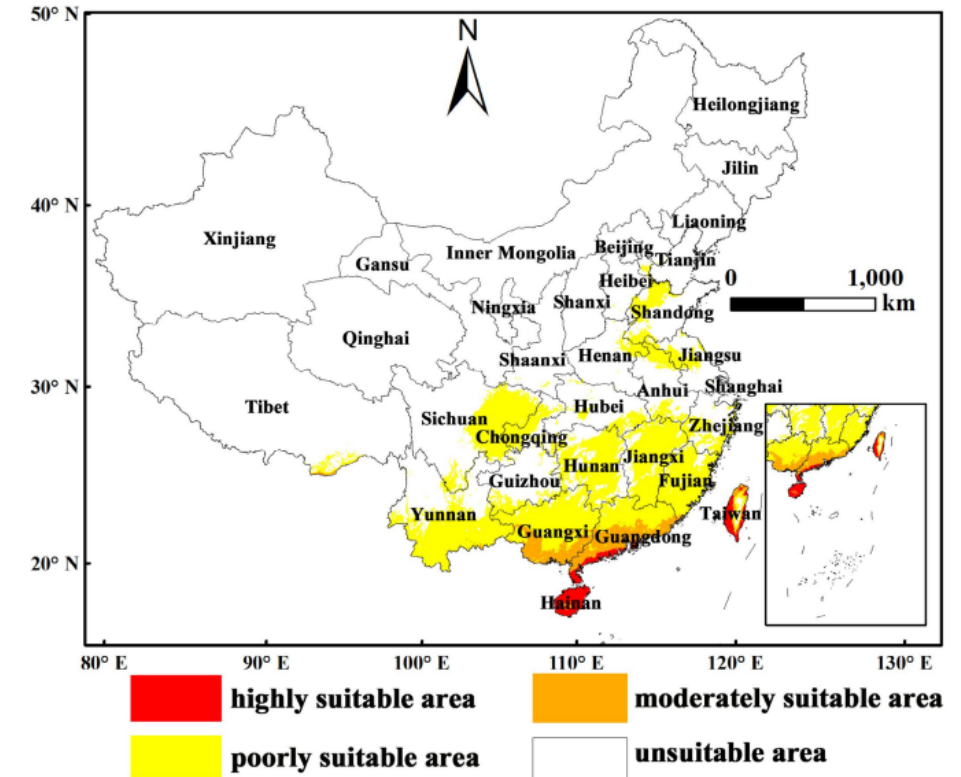 50° N
N
Heilongjiang
Jilin
40° N
Liaoning
Xinjiang
Beijing
Inner Mongolia
Tianjin
Gansu
Heibei
0 1,000
km
Ningxia
Shanxi
Shandong
Qinghai
Shaanxi
Henan
Jiangsu
30° N
Anhui
Shanghai
Tibet
Hubei
Sichuan
Zhejiang
Chongqing
Jiangxi
Hunan
Guizhou
Fujian
Yunnan
Taiwan
Guangxi
Guangdong
20° N
Hainan
80° E 90° E 100° E 110° E 120° E 130° E
highly suitable area
moderately suitable area
poorly suitable area
unsuitable area